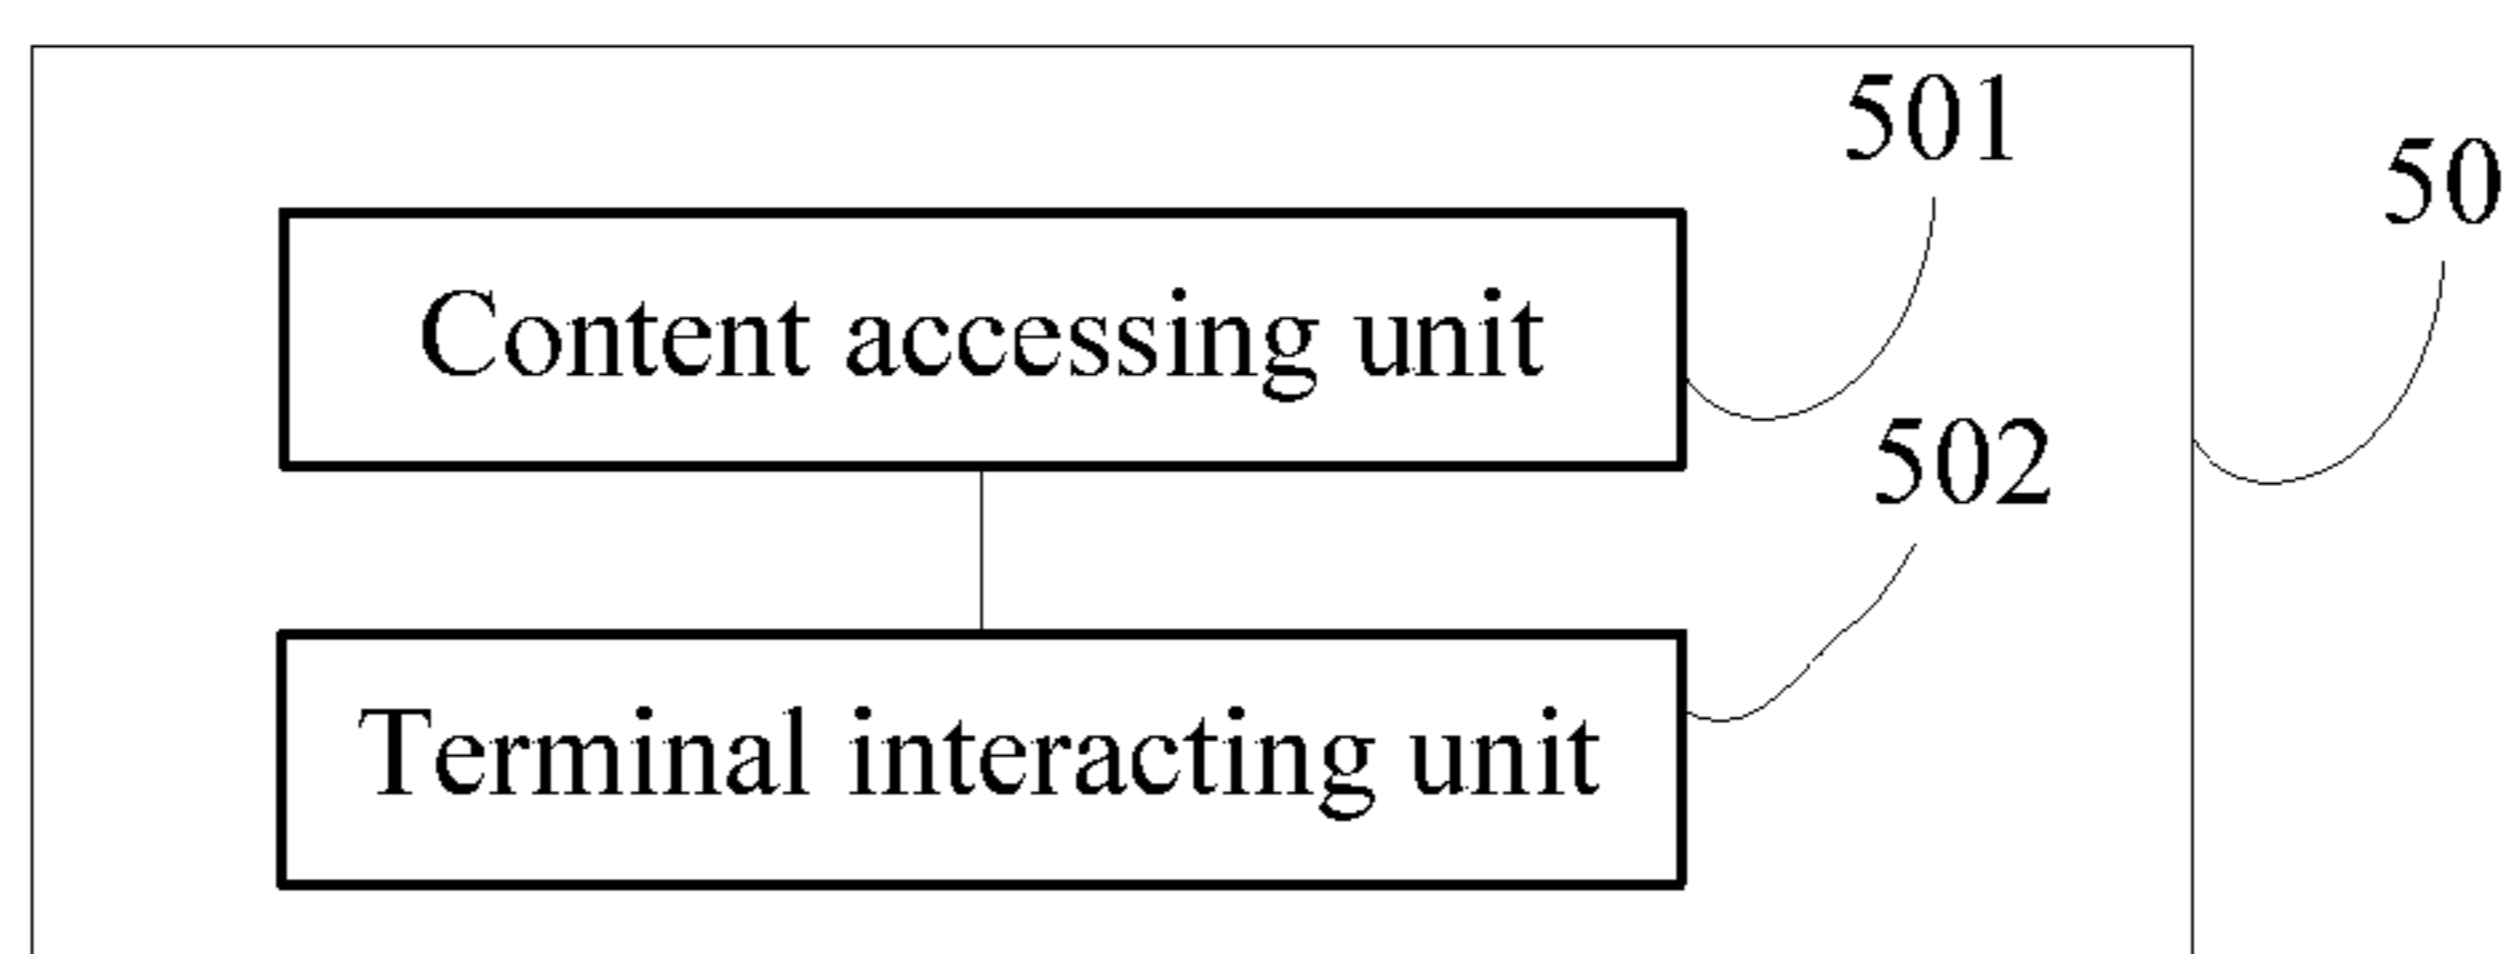 501
50
Content accessing unit
502
Terminal interacting unit